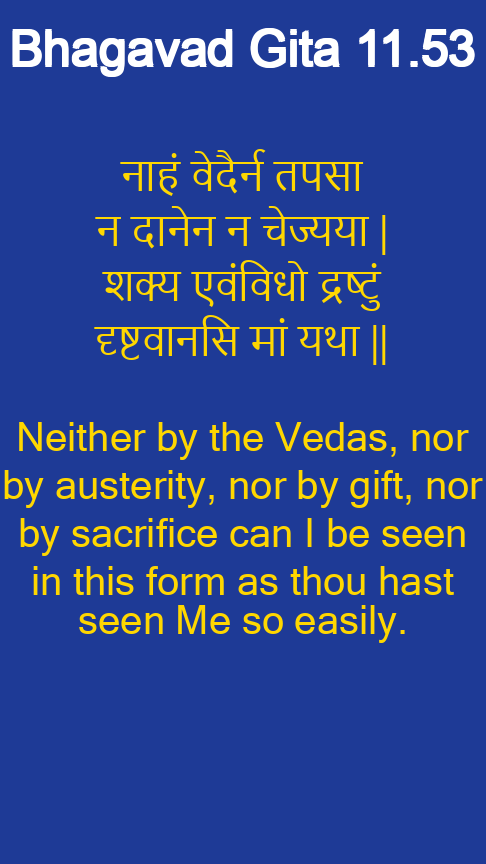 Bhagavad Gita 11.53
नाहं वेदैर्न तपसा
न दानेन न चेज्यया |
शक्य एवंविधो द्रष्टुं
दृष्टवानसि मां यथा ||
Neither by the Vedas, nor
by austerity, nor by gift, nor
by sacrifice can I be seen
in this form as thou hast
seen Me so easily.